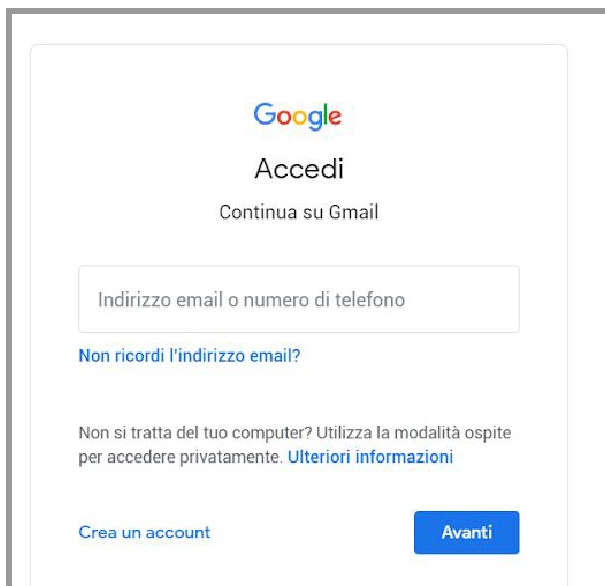 Google
Accedi
Continua su Gmail
Indirizzo email o numero di telefono
Non ricordi l'indirizzo email?
Non si tratta del tuo computer? Utilizza la modalità ospite
per accedere privatamente. Ulteriori informazioni
Crea un account
Avanti